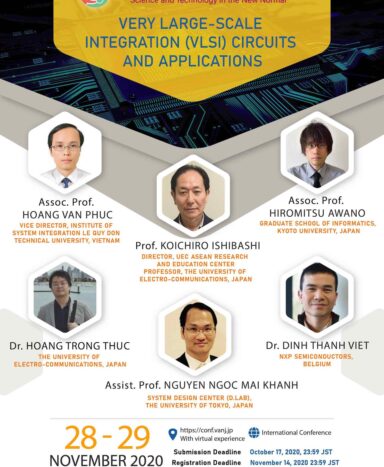 Science and Technology in the New Normal
VERY LARGE-SCALE
INTEGRATION (VLSI) CIRCUITS
AND APPLICATIONS
Assoc. Prof.
HOANG VAN PHUC
VICE DIRECTOR, INSTITUTE OF
SYSTEM INTEGRATION LE QUY DON
TECHNICAL UNIVERSITY, VIETNAM
Prof. KOICHIRO ISHIBASHI
DIRECTOR, UEC ASEAN RESEARCH
AND EDUCATION CENTER
PROFESSOR, THE UNIVERSITY OF
ELECTRO-COMMUNICATIONS, JAPAN
Assoc. Prof.
HIROMITSU AWANO
GRADUATE SCHOOL OF INFORMATICS,
KYOTO UNIVERSITY, JAPAN
Dr. HOANG TRONG THUC
THE UNIVERSITY OF
ELECTRO-COMMUNICATIONS, JAPAN
Assist. Prof. NGUYEN NGOC MAI KHANH
SYSTEM DESIGN CENTER (D.LAB),
THE UNIVERSITY OF TOKYO, JAPAN
Dr. DINH THANH VIET
NXP SEMICONDUCTORS,
BELGIUM
28 - 29
NOVEMBER 2020
https://conf.vanj.jp
With virtual experience
International Conference
Submission Deadline October 17, 2020, 23:59 JST
Registration Deadline November 14, 2020 23:59 JST